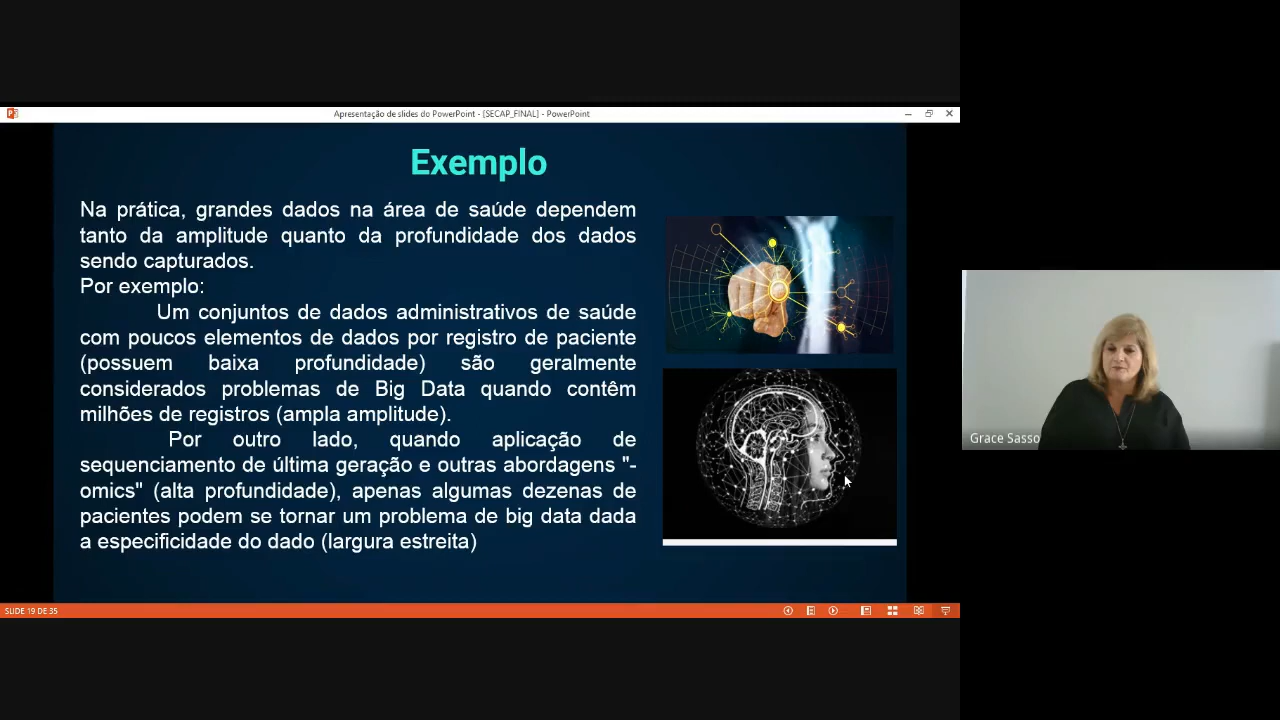 Apresentação de slides do PowerPoint - [SECAP_FINAL] - PowerPoint
Exemplo
Na prática, grandes dados na área de saúde dependem
tanto da amplitude quanto da profundidade dos dados
sendo capturados.
Por exemplo:
Um conjuntos de dados administrativos de saúde
com poucos elementos de dados por registro de paciente
(possuem baixa profundidade) são geralmente
considerados problemas de Big Data quando contêm
milhões de registros (ampla amplitude).
Por outro lado, quando aplicação de
sequenciamento de última geração e outras abordagens "-
omics" (alta profundidade), apenas algumas dezenas de
pacientes podem se tornar um problema de big data dada
a especificidade do dado (largura estreita)
Grace Sasso
SLIDE 19 DE 35